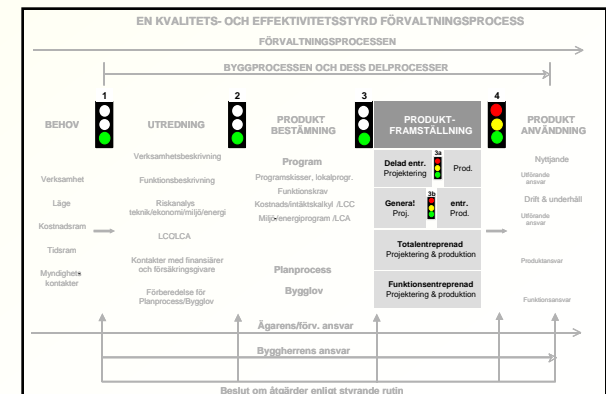 EN KVALITETS- OCH EFFEKTIVITETSSTYRD FÖRVALTNINGSPROCESS
FÖRVALTNINGSPROCESSEN
BYGGPROCESSEN OCH DESS DELPROCESSER
1
2
3
4
BEHOV
UTREDNING
PRODUKT
BESTÄMNING
PRODUKT-
FRAMSTÄLLNING
PRODUKT
ANVÄNDNING
Verksamhet
Läge
Kostnadsram
Tidsram
Myndighets
kontakter
Verksamhetsbeskrivning
Funktionsbeskrivning
Riskanalys
teknik/ekonomi/miljö/energi
LCOLCA
Kontakter med finansiärer
och försäkringsgivare
Förberedelse för
Planprocess/Bygglov
Program
Programskisser, lokalprogr.
Funktionskrav
Kostnads/intäktskalkyl /LCC
Miljö-/energiprogram /LCA
Planprocess
Bygglov
Delad entr.
Projektering
3a
Prod.
General
Proj.
3b
entr.
Prod.
Totalentreprenad
Projektering & produktion
Funktionsentreprenad
Projektering & produktion
Nyttjande
Utförande
ansvar
Drift & underhåll
Utförande
ansvar
Produktansvar
Funktionsansvar
Ägarens/förv. ansvar
Byggherrens ansvar
Beslut om åtgärder enligt styrande rutin